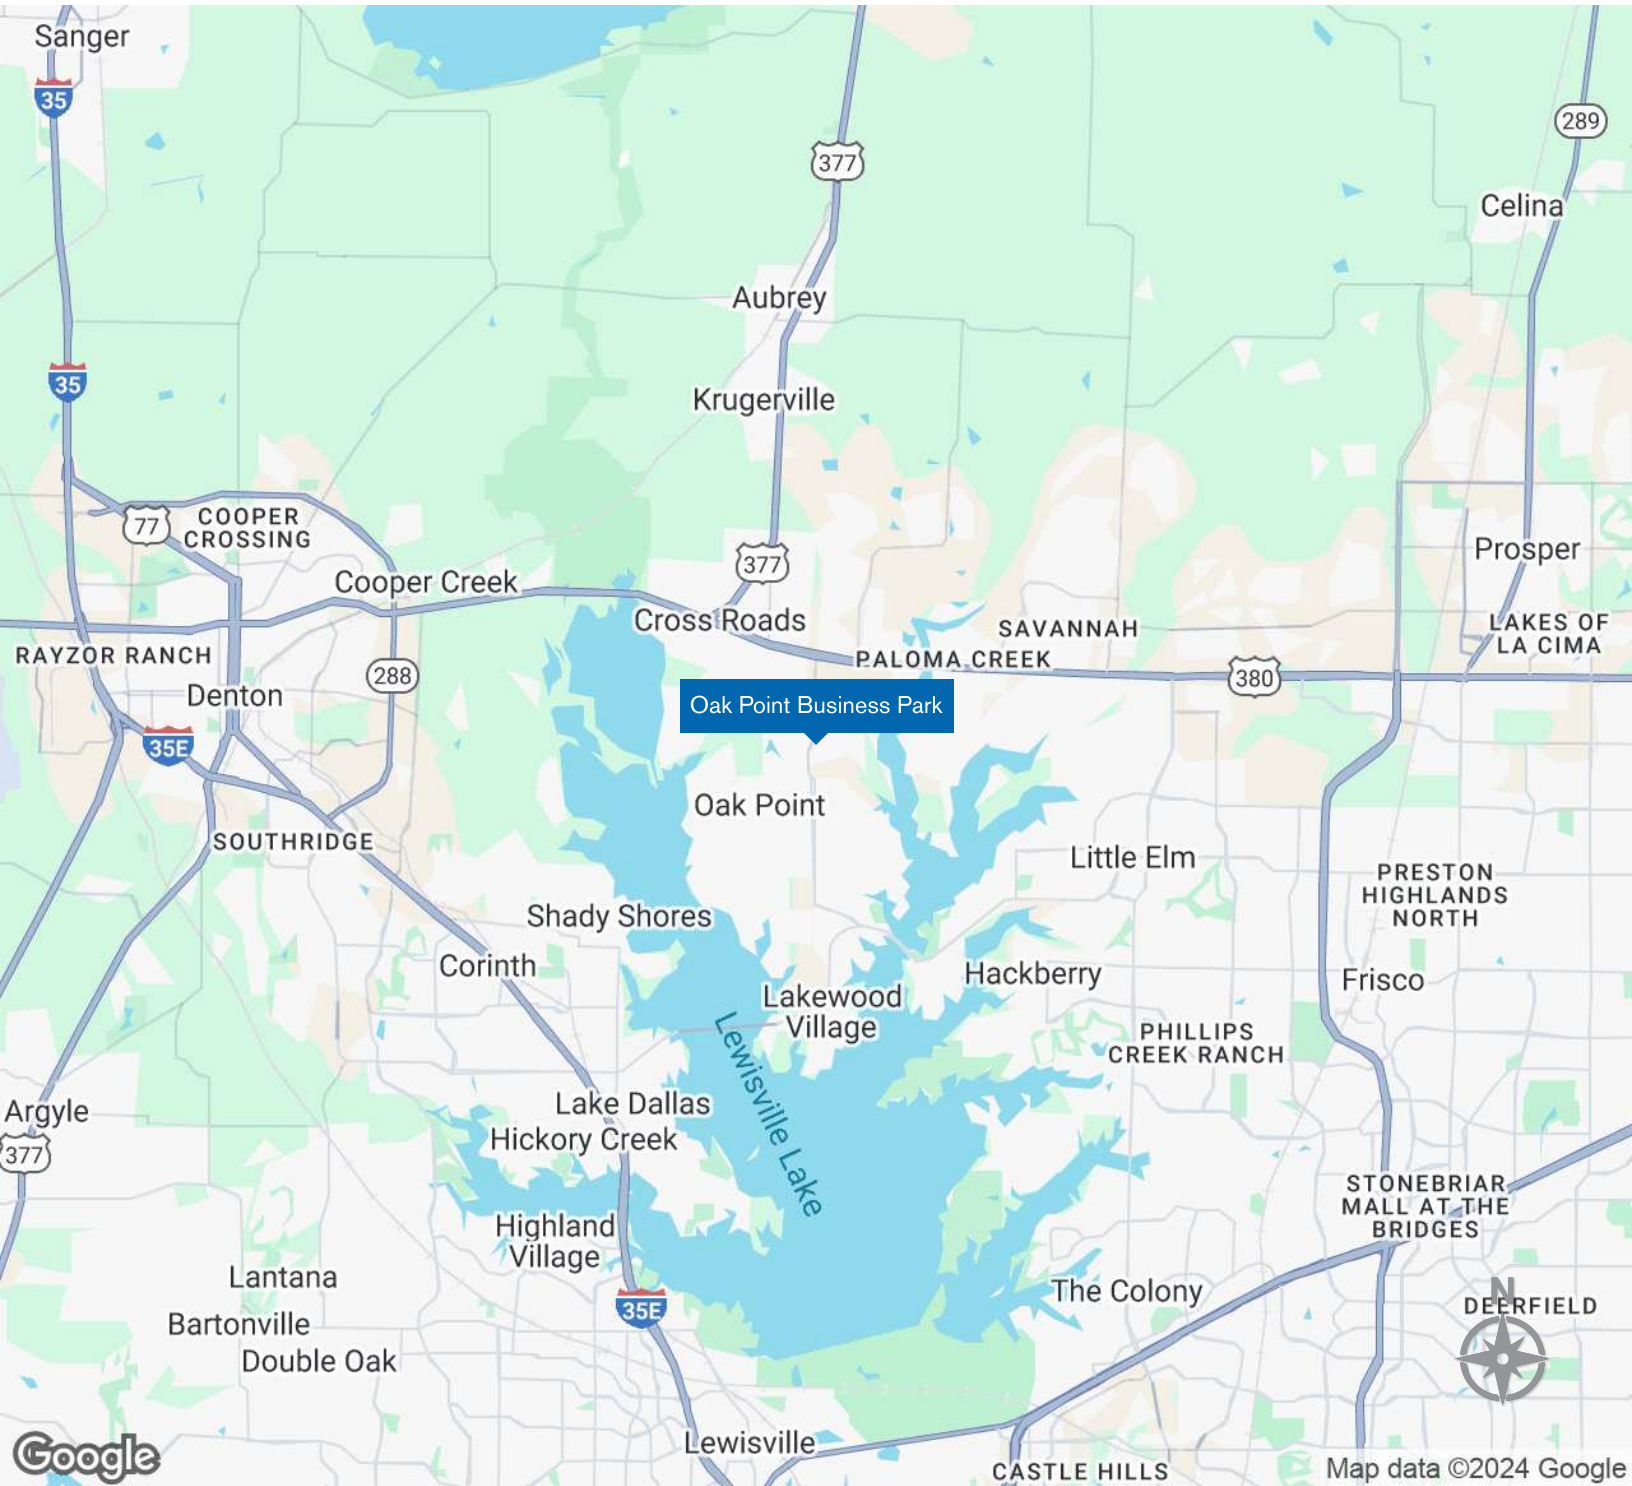 Sanger
35
289
377
Celina
Aubrey
35
Krugerville
77
COOPER
CROSSING
Prosper
377
Cooper Creek
Cross Roads
SAVANNAH
LAKES OF
LA CIMA
RAYZOR RANCH
PALOMA CREEK
288
380
Denton
Oak Point Business Park
35E
Oak Point
SOUTHRIDGE
Little Elm
PRESTON
HIGHLANDS
NORTH
Shady Shores
Corinth
Hackberry
Frisco
Lakewood
Village
PHILLIPS
CREEK RANCH
Lewisville Lake
Argyle
Lake Dallas
Hickory Creek
377
STONEBRIAR
MALL AT THE
BRIDGES
Highland
Village
Lantana
The Colony
N
35E
DEERFIELD
Bartonville
Double Oak
Lewisville
Google
CASTLE HILLS
Map data ©2024 Google